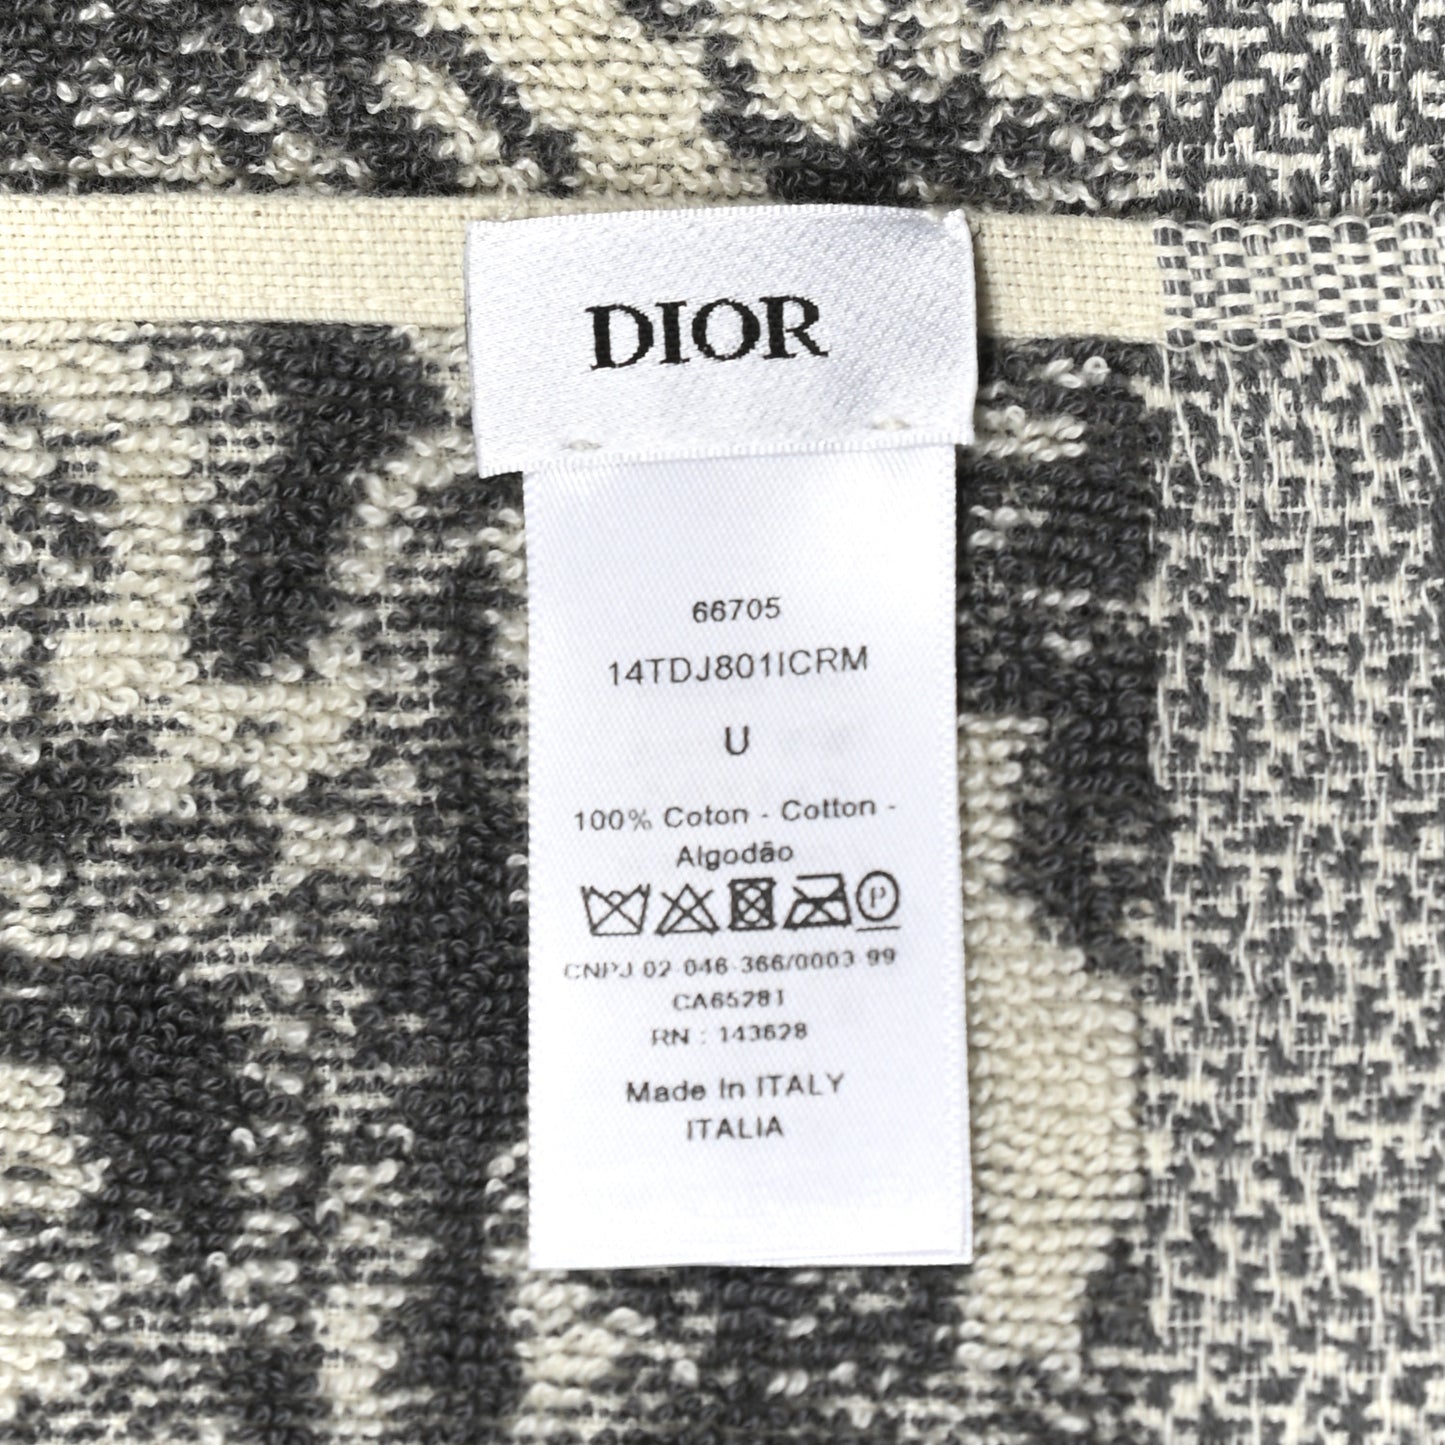 DIOR
66705
14TDJ801ICRM
U
100% Coton - Cotton -
Algodão
P
CNPJ 02 046 366/0003 99
CA65281
RN : 143628
Made In ITALY
ITALIA